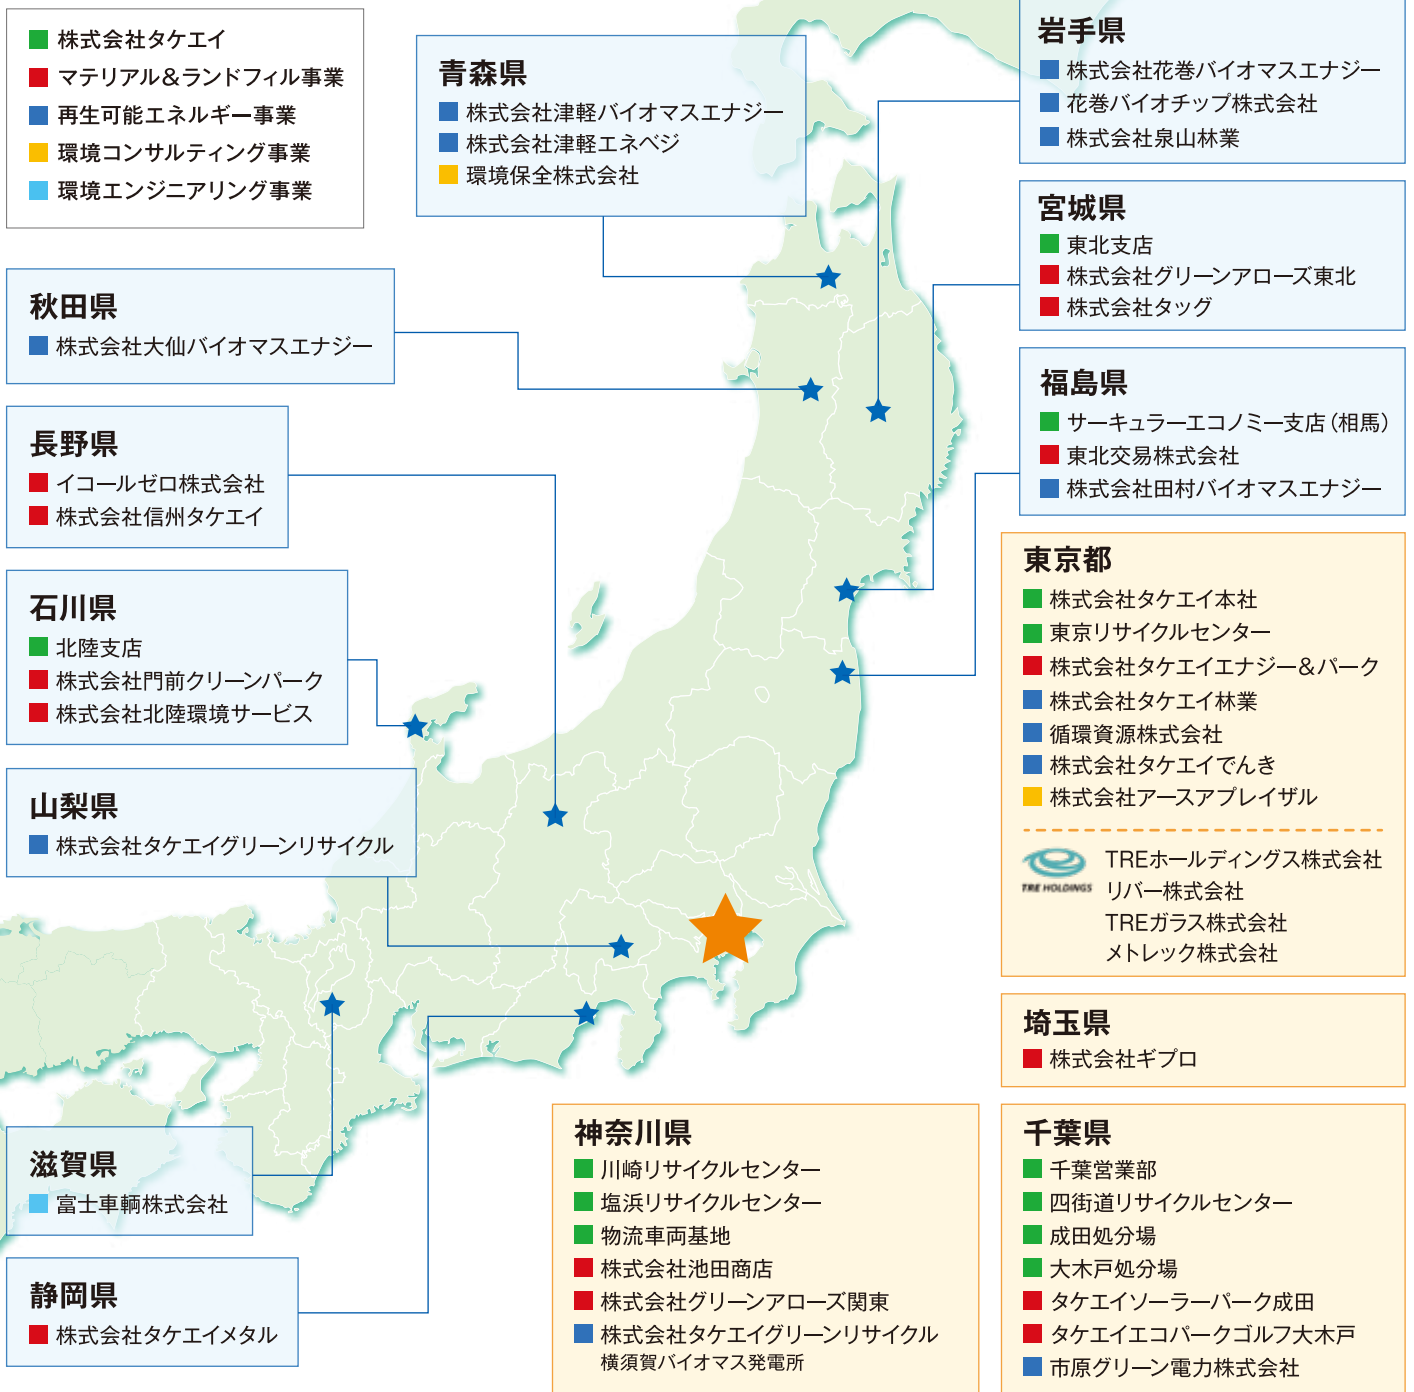 株式会社タケエイ
マテリアル&ランドフィル事業
再生可能エネルギー事業
環境コンサルティング事業
環境エンジニアリング事業
青森県
株式会社津軽バイオマスエナジー
株式会社津軽エネベジ
環境保全株式会社
岩手県
株式会社花巻バイオマスエナジー
花巻バイオチップ株式会社
株式会社泉山林業
宮城県
東北支店
株式会社グリーンアローズ東北
株式会社タッグ
秋田県
株式会社大仙バイオマスエナジー
福島県
サーキュラーエコノミー支店(相馬)
東北交易株式会社
株式会社田村バイオマスエナジー
長野県
イコールゼロ株式会社
株式会社信州タケエイ
石川県
北陸支店
株式会社門前クリーンパーク
株式会社北陸環境サービス
山梨県
株式会社タケエイグリーンリサイクル
東京都
株式会社タケエイ本社
東京リサイクルセンター
株式会社タケエイエナジー&パーク
株式会社タケエイ林業
循環資源株式会社
株式会社タケエイでんき
株式会社アースアプレイザル
TRE HOLDINGS
TREホールディングス株式会社
リバー株式会社
TREガラス株式会社
メトレック株式会社
埼玉県
株式会社ギプロ
滋賀県
富士車輌株式会社
静岡県
株式会社タケエイメタル
神奈川県
川崎リサイクルセンター
塩浜リサイクルセンター
物流車両基地
株式会社池田商店
株式会社グリーンアローズ関東
株式会社タケエイグリーンリサイクル
横須賀バイオマス発電所
千葉県
千葉営業部
四街道リサイクルセンター
成田処分場
大木戸処分場
タケエイソーラーパーク成田
タケエイエコパークゴルフ大木戸
市原グリーン電力株式会社